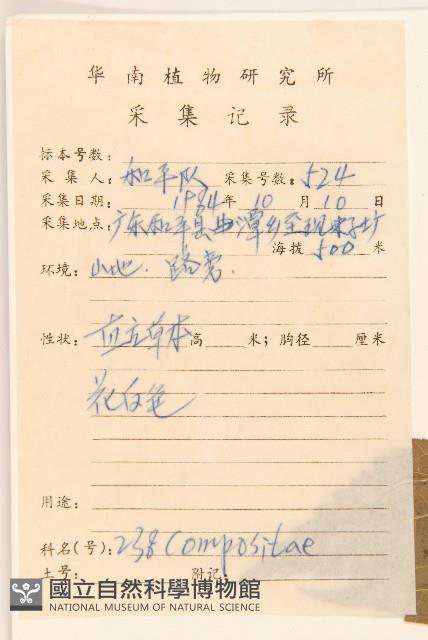 华南植物研究所
采集记录
标本号数:
采集人: 和平队 采集号数: 524
采集日期: 1984年10月10日
采集地点: 广东和平县曲潭乡至
海拨 500 米
环境: 山地. 路旁.
性状: 直立草本 高 米; 胸径 厘米
花白色
用途:
科名(号): 238 Compositae
土号: 附记:
國立自然科學博物館
NATIONAL MUSEUM OF NATURAL SCIENCE